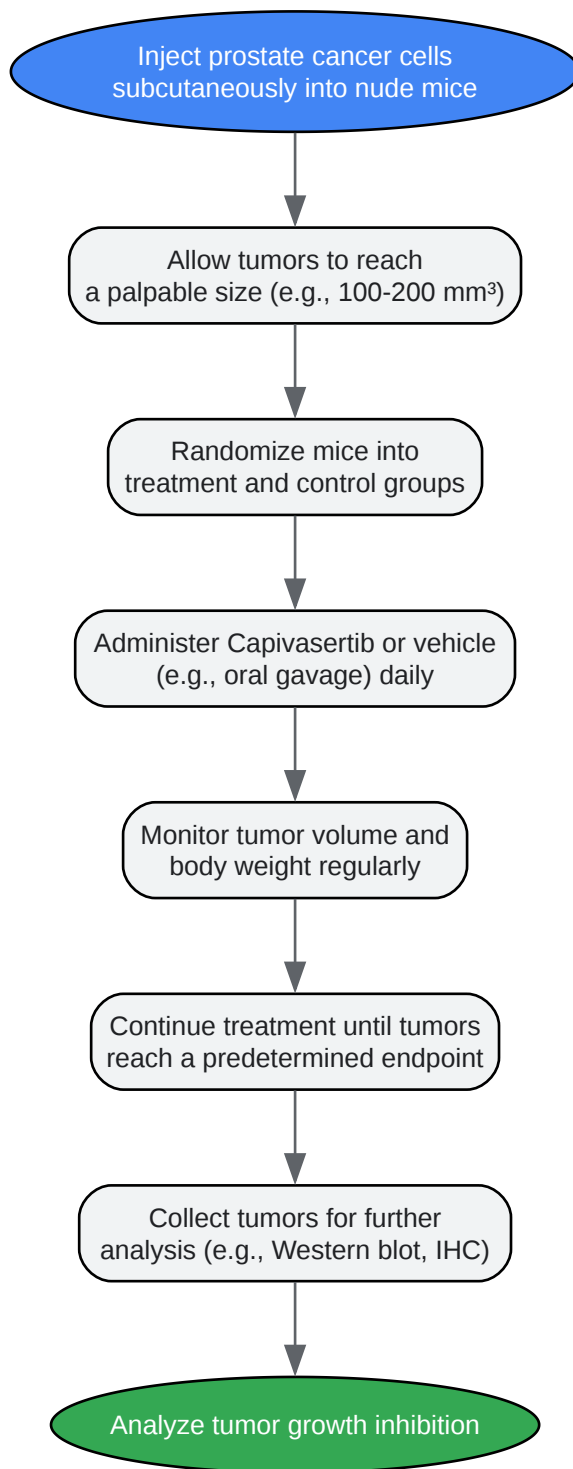 Inject prostate cancer cells
subcutaneously into nude mice
Allow tumors to reach
a palpable size (e.g., 100-200 mm³)
Randomize mice into
treatment and control groups
Administer Capivasertib or vehicle
(e.g., oral gavage) daily
Monitor tumor volume and
body weight regularly
Continue treatment until tumors
reach a predetermined endpoint
Collect tumors for further
analysis (e.g., Western blot, IHC)
Analyze tumor growth inhibition